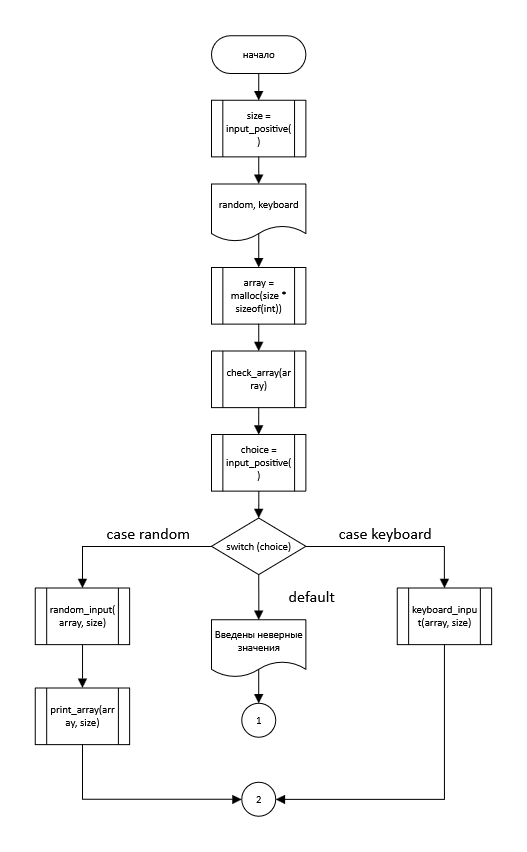 начало
size =
input_positive(
)
random, keyboard
array =
malloc(size *
sizeof(int))
check_array(ar
ray)
choice =
input_positive(
)
switch (choice)
case random
case keyboard
default
random_input(
array, size)
Введены неверные
значения
keyboard_inpu
t(array, size)
print_array(arr
ay, size)
1
2